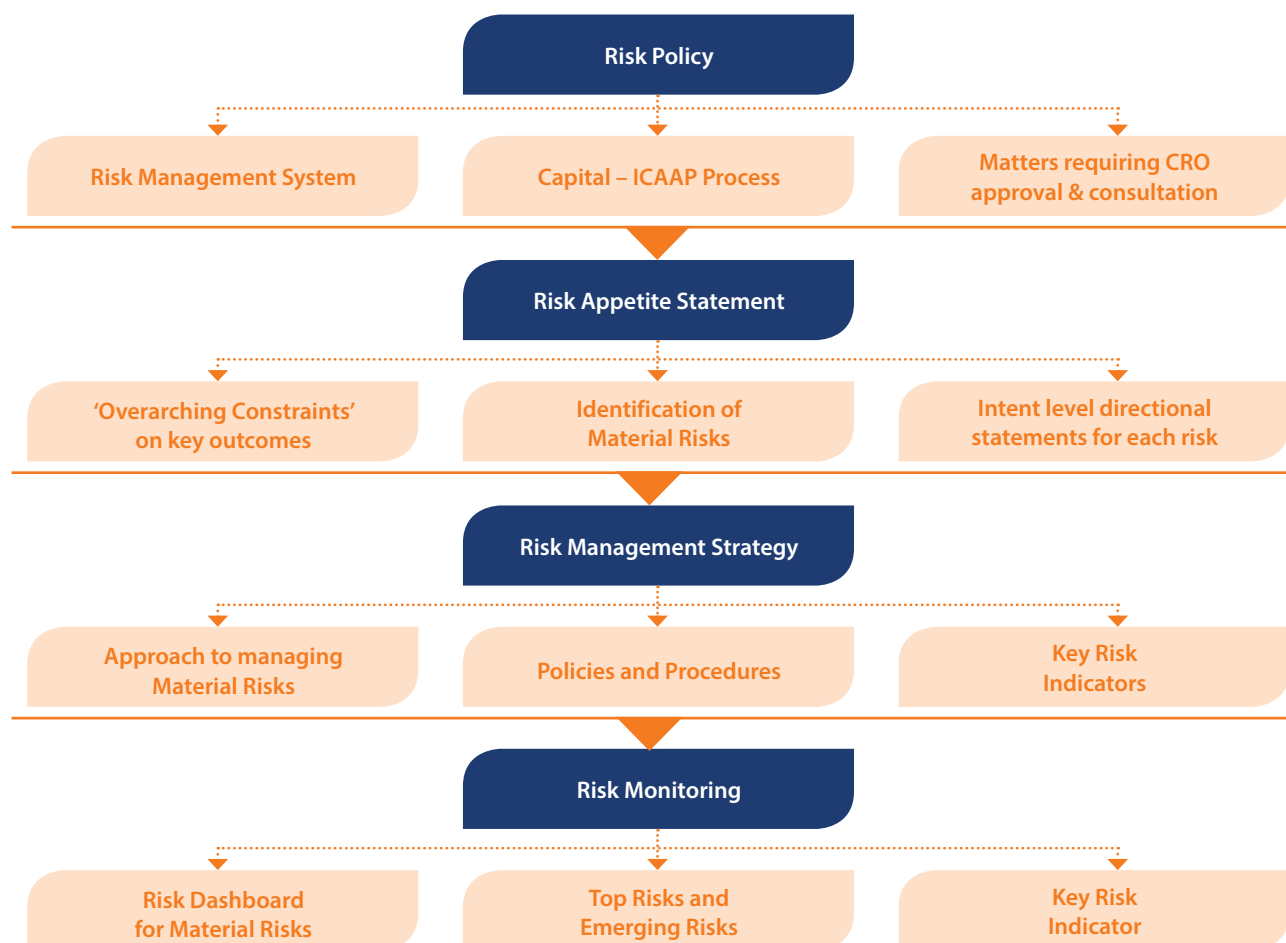 Risk Policy
Risk Management System
Capital – ICAAP Process
Matters requiring CRO
approval & consultation
Risk Appetite Statement
‘Overarching Constraints’
on key outcomes
Identification of
Material Risks
Intent level directional
statements for each risk
Risk Management Strategy
Approach to managing
Material Risks
Policies and Procedures
Key Risk
Indicators
Risk Monitoring
Risk Dashboard
for Material Risks
Top Risks and
Emerging Risks
Key Risk
Indicator